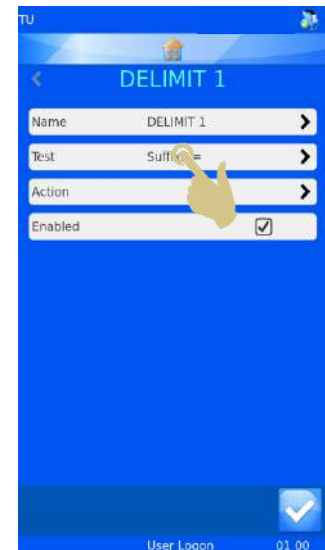 TU
DELIMIT 1
Name DELIMIT 1
Test =
Action
Enabled
User Logon 01 00